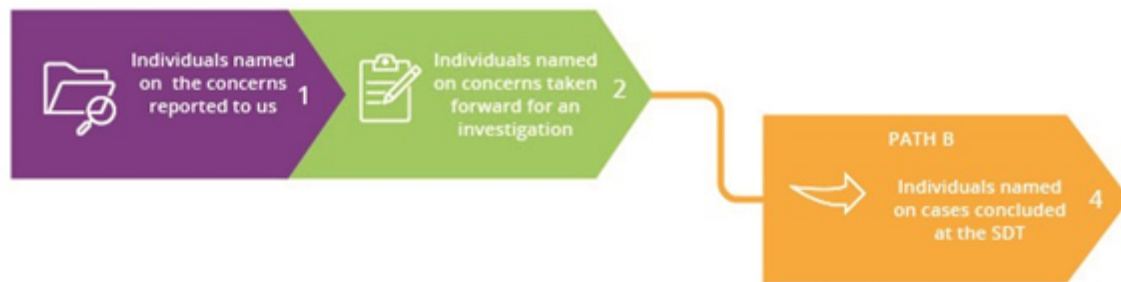 Individuals named
on the concerns
reported to us
1
Individuals named
on concerns taken
forward for an
investigation
2
PATH B
Individuals named
on cases concluded
at the SDT
4